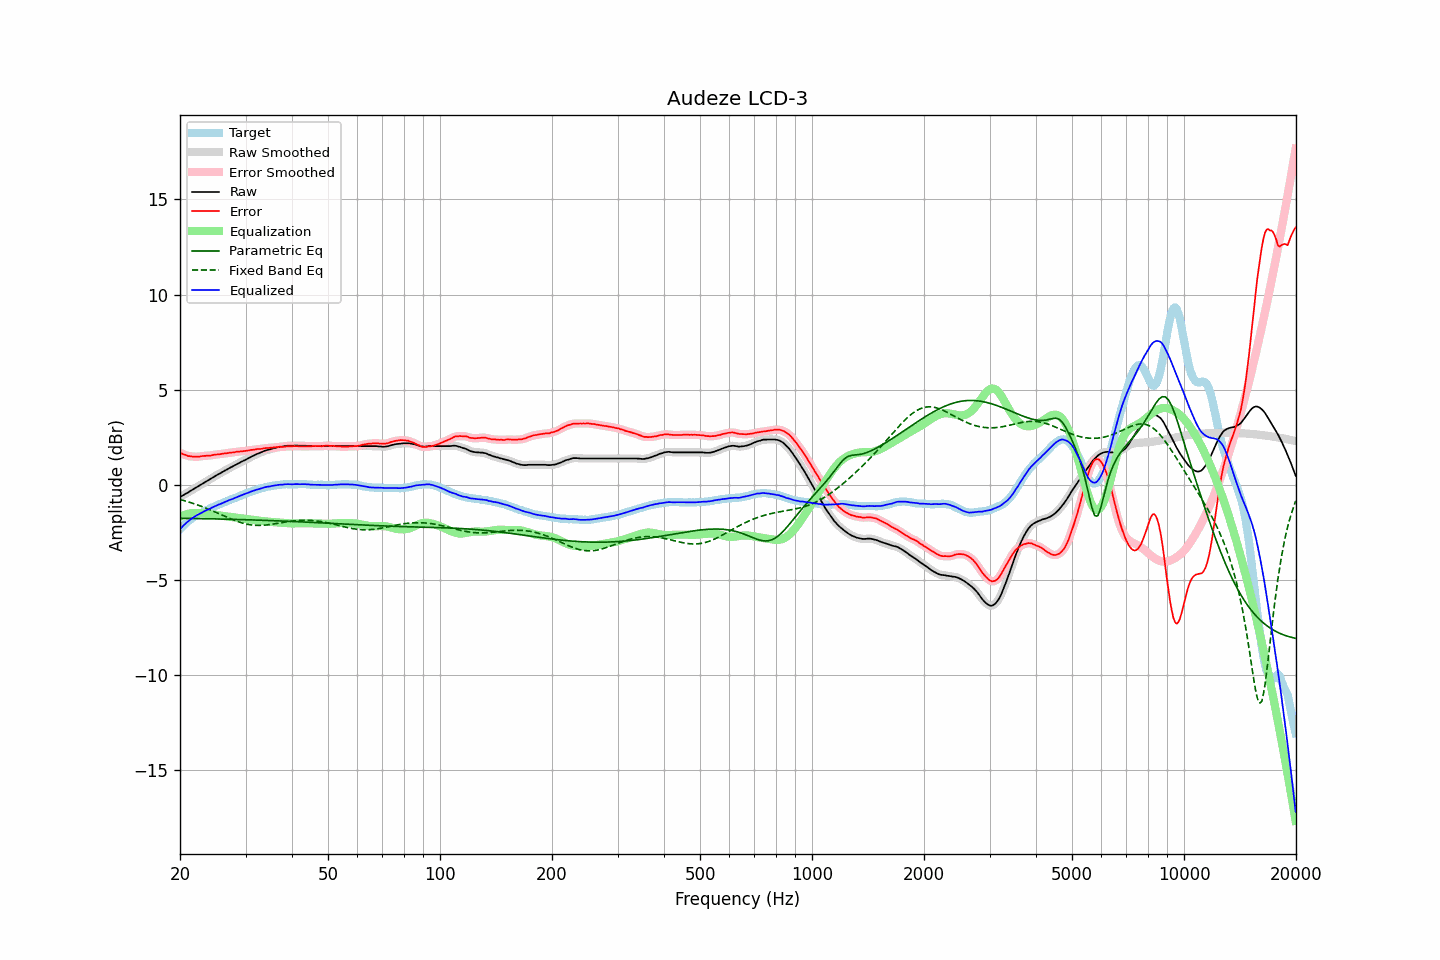 Audeze LCD-3
Target
Raw Smoothed
Error Smoothed
Raw
Error
Equalization
Parametric Eq
Fixed Band Eq
Equalized
Amplitude (dBr)
15
10
5
0
−5
−10
−15
20 50 100 200 500 1000 2000 5000 10000 20000
Frequency (Hz)